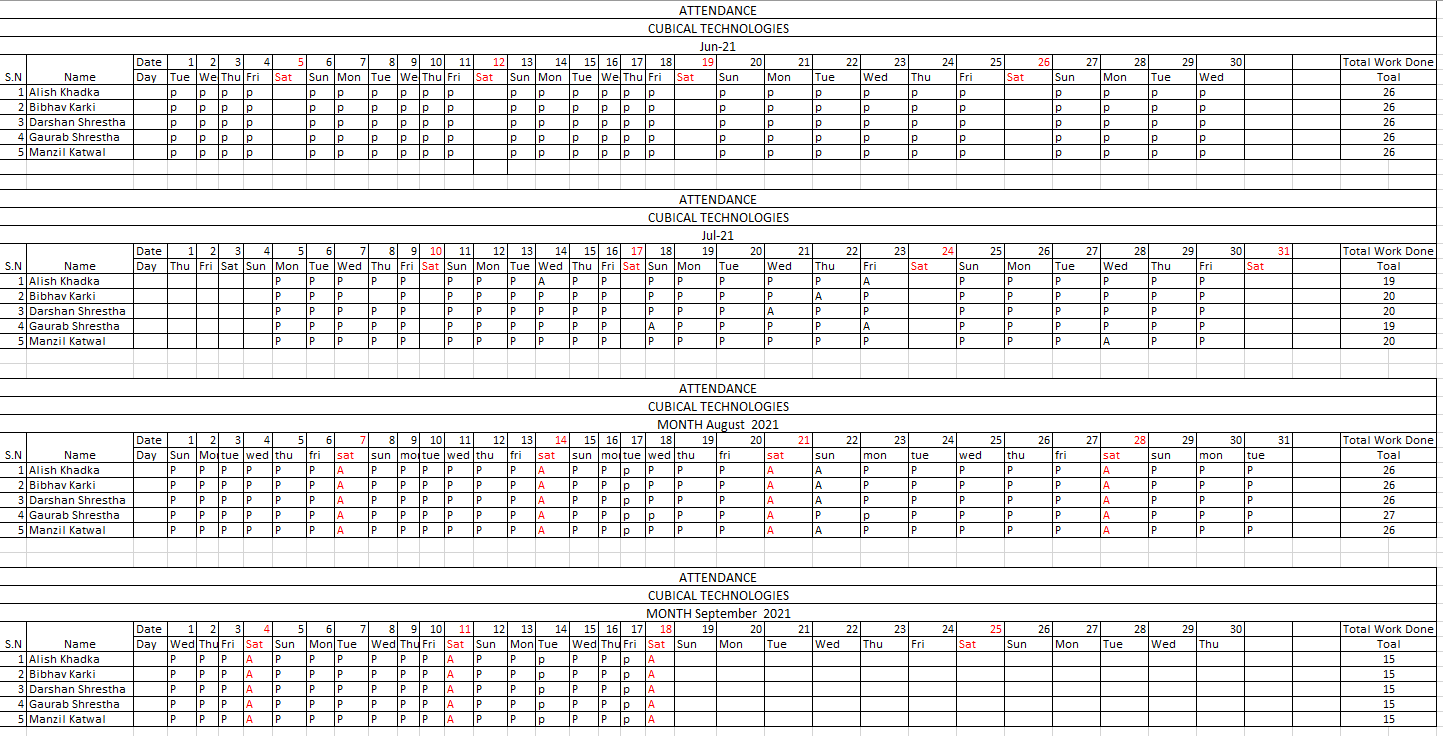 ATTENDANCE
CUBICAL TECHNOLOGIES
Jun-21
Date 1 2 3 4 5 6 7 8 9 10 11 12 13 14 15 16 17 18 19 20 21 22 23 24 25 26 27 28 29 30 Total Work Done
S.N Name Day Tue We Thu Fri Sat Sun Mon Tue We Thu Fri Sat Sun Mon Tue We Thu Fri Sat Sun Mon Tue Wed Thu Fri Sat Sun Mon Tue Wed Toal
1 Alish Khadka p p p p p p p p p p p p p p p p p p p p p p p p p p 26
2 Bibhav Karki p p p p p p p p p p p p p p p p p p p p p p p p p p 26
3 Darshan Shrestha p p p p p p p p p p p p p p p p p p p p p p p p p p 26
4 Gaurab Shrestha p p p p p p p p p p p p p p p p p p p p p p p p p p 26
5 Manzil Katwal p p p p p p p p p p p p p p p p p p p p p p p p p p 26
ATTENDANCE
CUBICAL TECHNOLOGIES
Jul-21
Date 1 2 3 4 5 6 7 8 9 10 11 12 13 14 15 16 17 18 19 20 21 22 23 24 25 26 27 28 29 30 31 Total Work Done
S.N Name Day Thu Fri Sat Sun Mon Tue Wed Thu Fri Sat Sun Mon Tue Wed Thu Fri Sat Sun Mon Tue Wed Thu Fri Sat Sun Mon Tue Wed Thu Fri Sat Toal
1 Alish Khadka P P P P P P P P A P P P P P P P A P P P P P P 19
2 Bibhav Karki P P P P P P P P P P P P P P A P P P P P P P 20
3 Darshan Shrestha P P P P P P P P P P P P P P A P P P P P P P P 20
4 Gaurab Shrestha P P P P P P P P P P P A P P P P A P P P P P P 19
5 Manzil Katwal P P P P P P P P P P P P P P P P P P P P A P P 20
ATTENDANCE
CUBICAL TECHNOLOGIES
MONTH August 2021
Date 1 2 3 4 5 6 7 8 9 10 11 12 13 14 15 16 17 18 19 20 21 22 23 24 25 26 27 28 29 30 31 Total Work Done
S.N Name Day Sun Mo tue wed thu fri sat sun mo tue wed thu fri sat sun mo tue wed thu fri sat sun mon tue wed thu fri sat sun mon tue Toal
1 Alish Khadka P P P P P P A P P P P P P A P P p P P P A A P P P P P A P P P 26
2 Bibhav Karki P P P P P P A P P P P P P A P P p P P P A A P P P P P A P P P 26
3 Darshan Shrestha P P P P P P A P P P P P P A P P p P P P A A P P P P P A P P P 26
4 Gaurab Shrestha P P P P P P A P P P P P P A P P p p P P A P p P P P P A P P P 27
5 Manzil Katwal P P P P P P A P P P P P P A P P p P P P A A P P P P P A P P P 26
ATTENDANCE
CUBICAL TECHNOLOGIES
MONTH September 2021
Date 1 2 3 4 5 6 7 8 9 10 11 12 13 14 15 16 17 18 19 20 21 22 23 24 25 26 27 28 29 30 Total Work Done
S.N Name Day Wed Thu Fri Sat Sun Mon Tue Wed Thu Fri Sat Sun Mon Tue Wed Thu Fri Sat Sun Mon Tue Wed Thu Fri Sat Sun Mon Tue Wed Thu Toal
1 Alish Khadka P P P A P P P P P P A P P p P P p A 15
2 Bibhav Karki P P P A P P P P P P A P P p P P p A 15
3 Darshan Shrestha P P P A P P P P P P A P P p P P p A 15
4 Gaurab Shrestha P P P A P P P P P P A P P p P P p A 15
5 Manzil Katwal P P P A P P P P P P A P P p P P p A 15